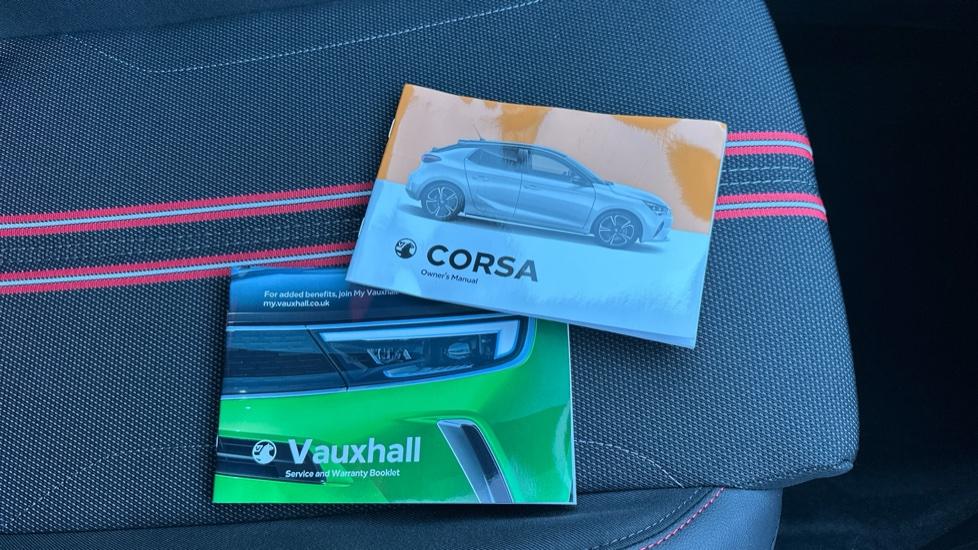 CORSA
Owner's Manual
For added benefits, join My Vauxhall
my.vauxhall.co.uk
Vauxhall
Service and Warranty Booklet